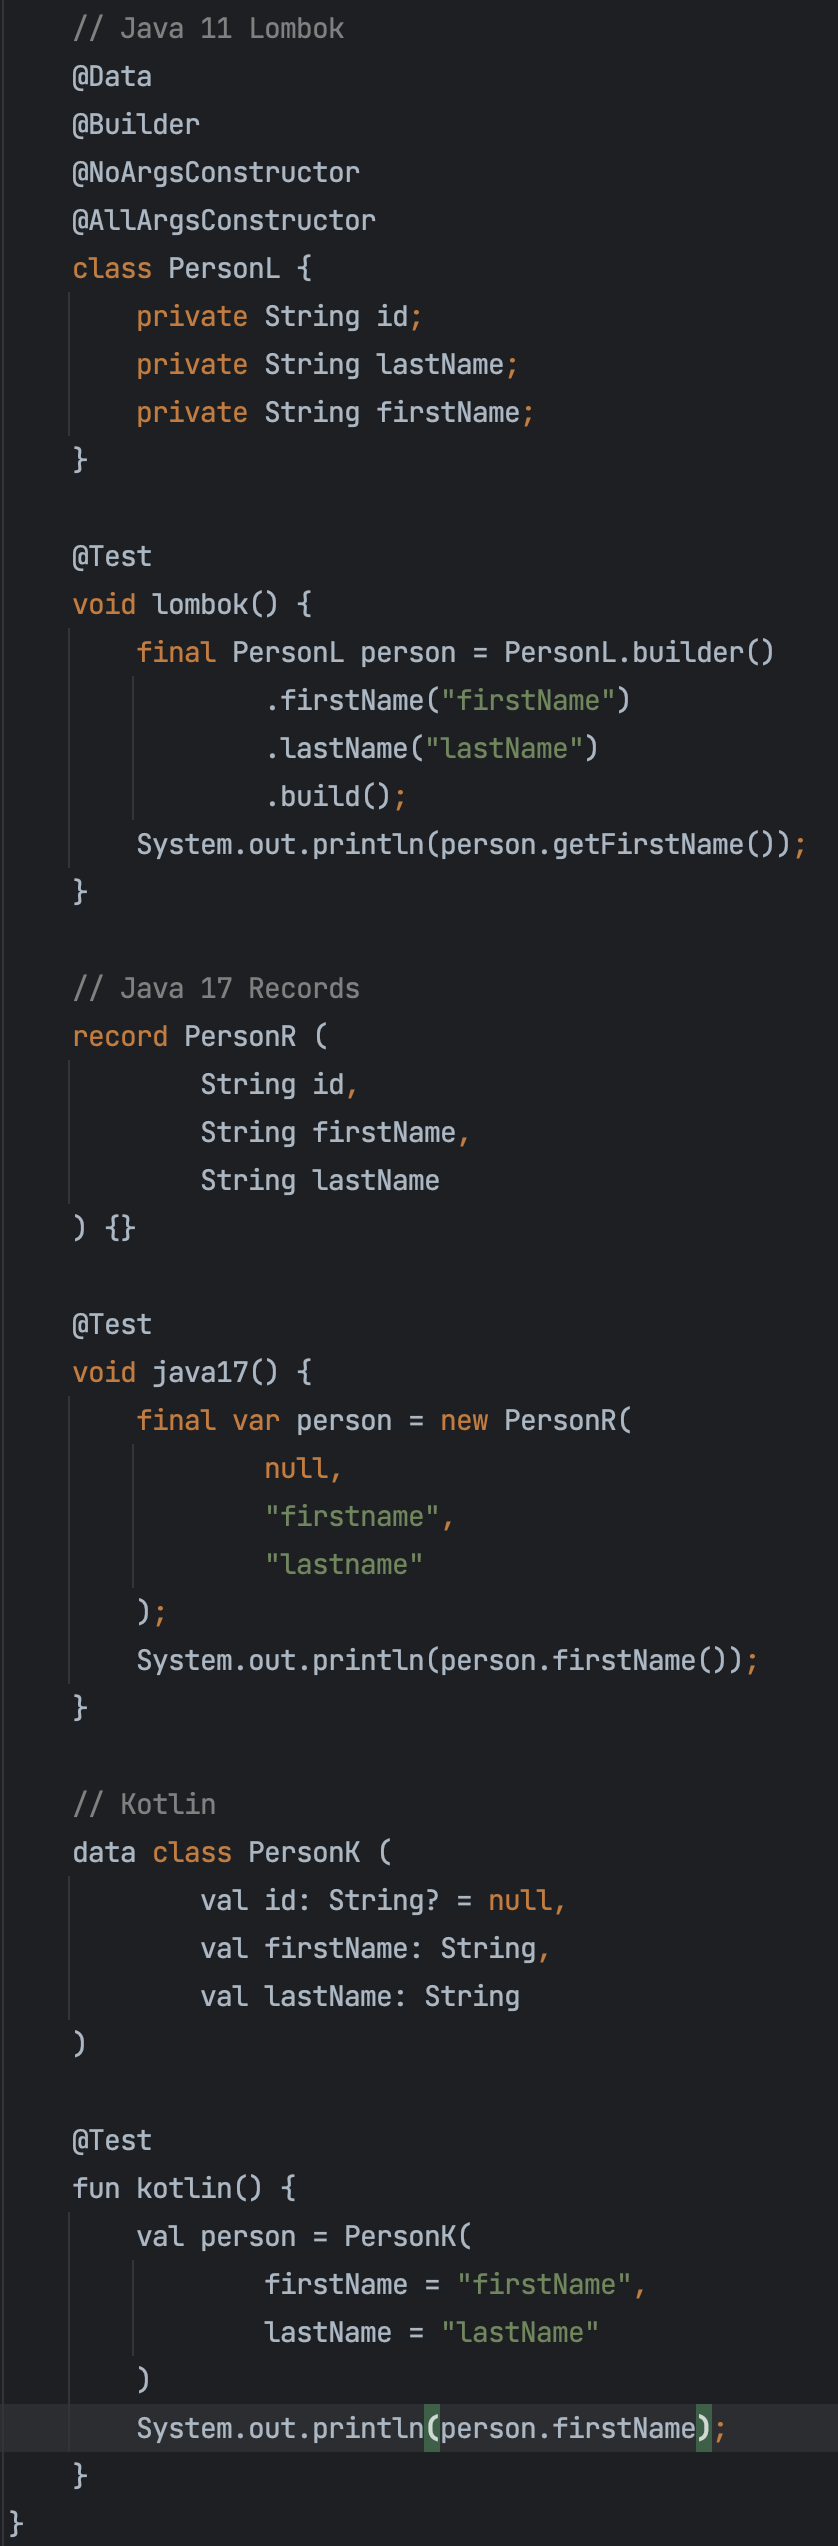 // Java 11 Lombok
@Data
@Builder
@NoArgsConstructor
@AllArgsConstructor
class PersonL {
private String id;
private String lastName;
private String firstName;
}
@Test
void lombok() {
final PersonL person = PersonL.builder()
.firstName("firstName")
.lastName("lastName")
.build();
System.out.println(person.getFirstName());
}
// Java 17 Records
record PersonR (
String id,
String firstName,
String lastName
) {}
@Test
void java17() {
final var person = new PersonR(
null,
"firstname",
"lastname"
);
System.out.println(person.firstName());
}
// Kotlin
data class PersonK (
val id: String? = null,
val firstName: String,
val lastName: String
)
@Test
fun kotlin() {
val person = PersonK(
firstName = "firstName",
lastName = "lastName"
)
System.out.println(person.firstName);
}
}